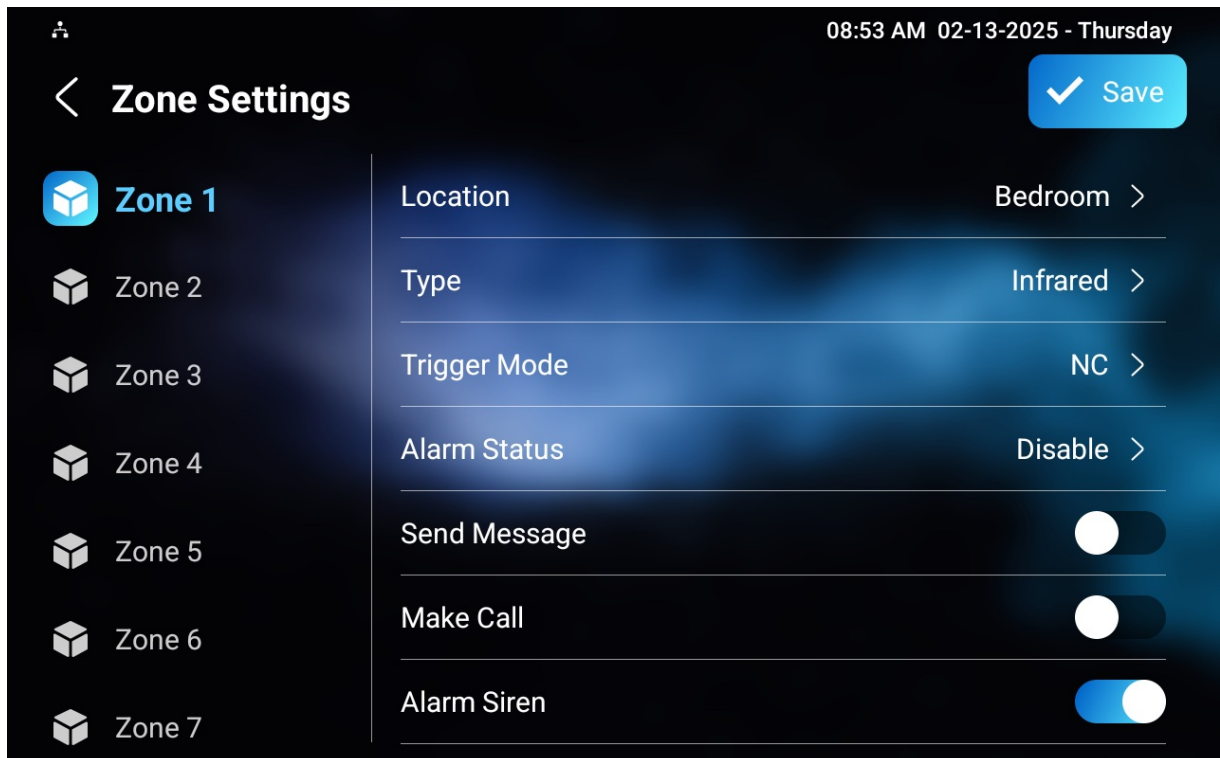 08:53 AM 02-13-2025 - Thursday
Zone Settings
Save
Zone 1
Zone 2
Zone 3
Zone 4
Zone 5
Zone 6
Zone 7
Location Bedroom
Type Infrared
Trigger Mode NC
Alarm Status Disable
Send Message
Make Call
Alarm Siren